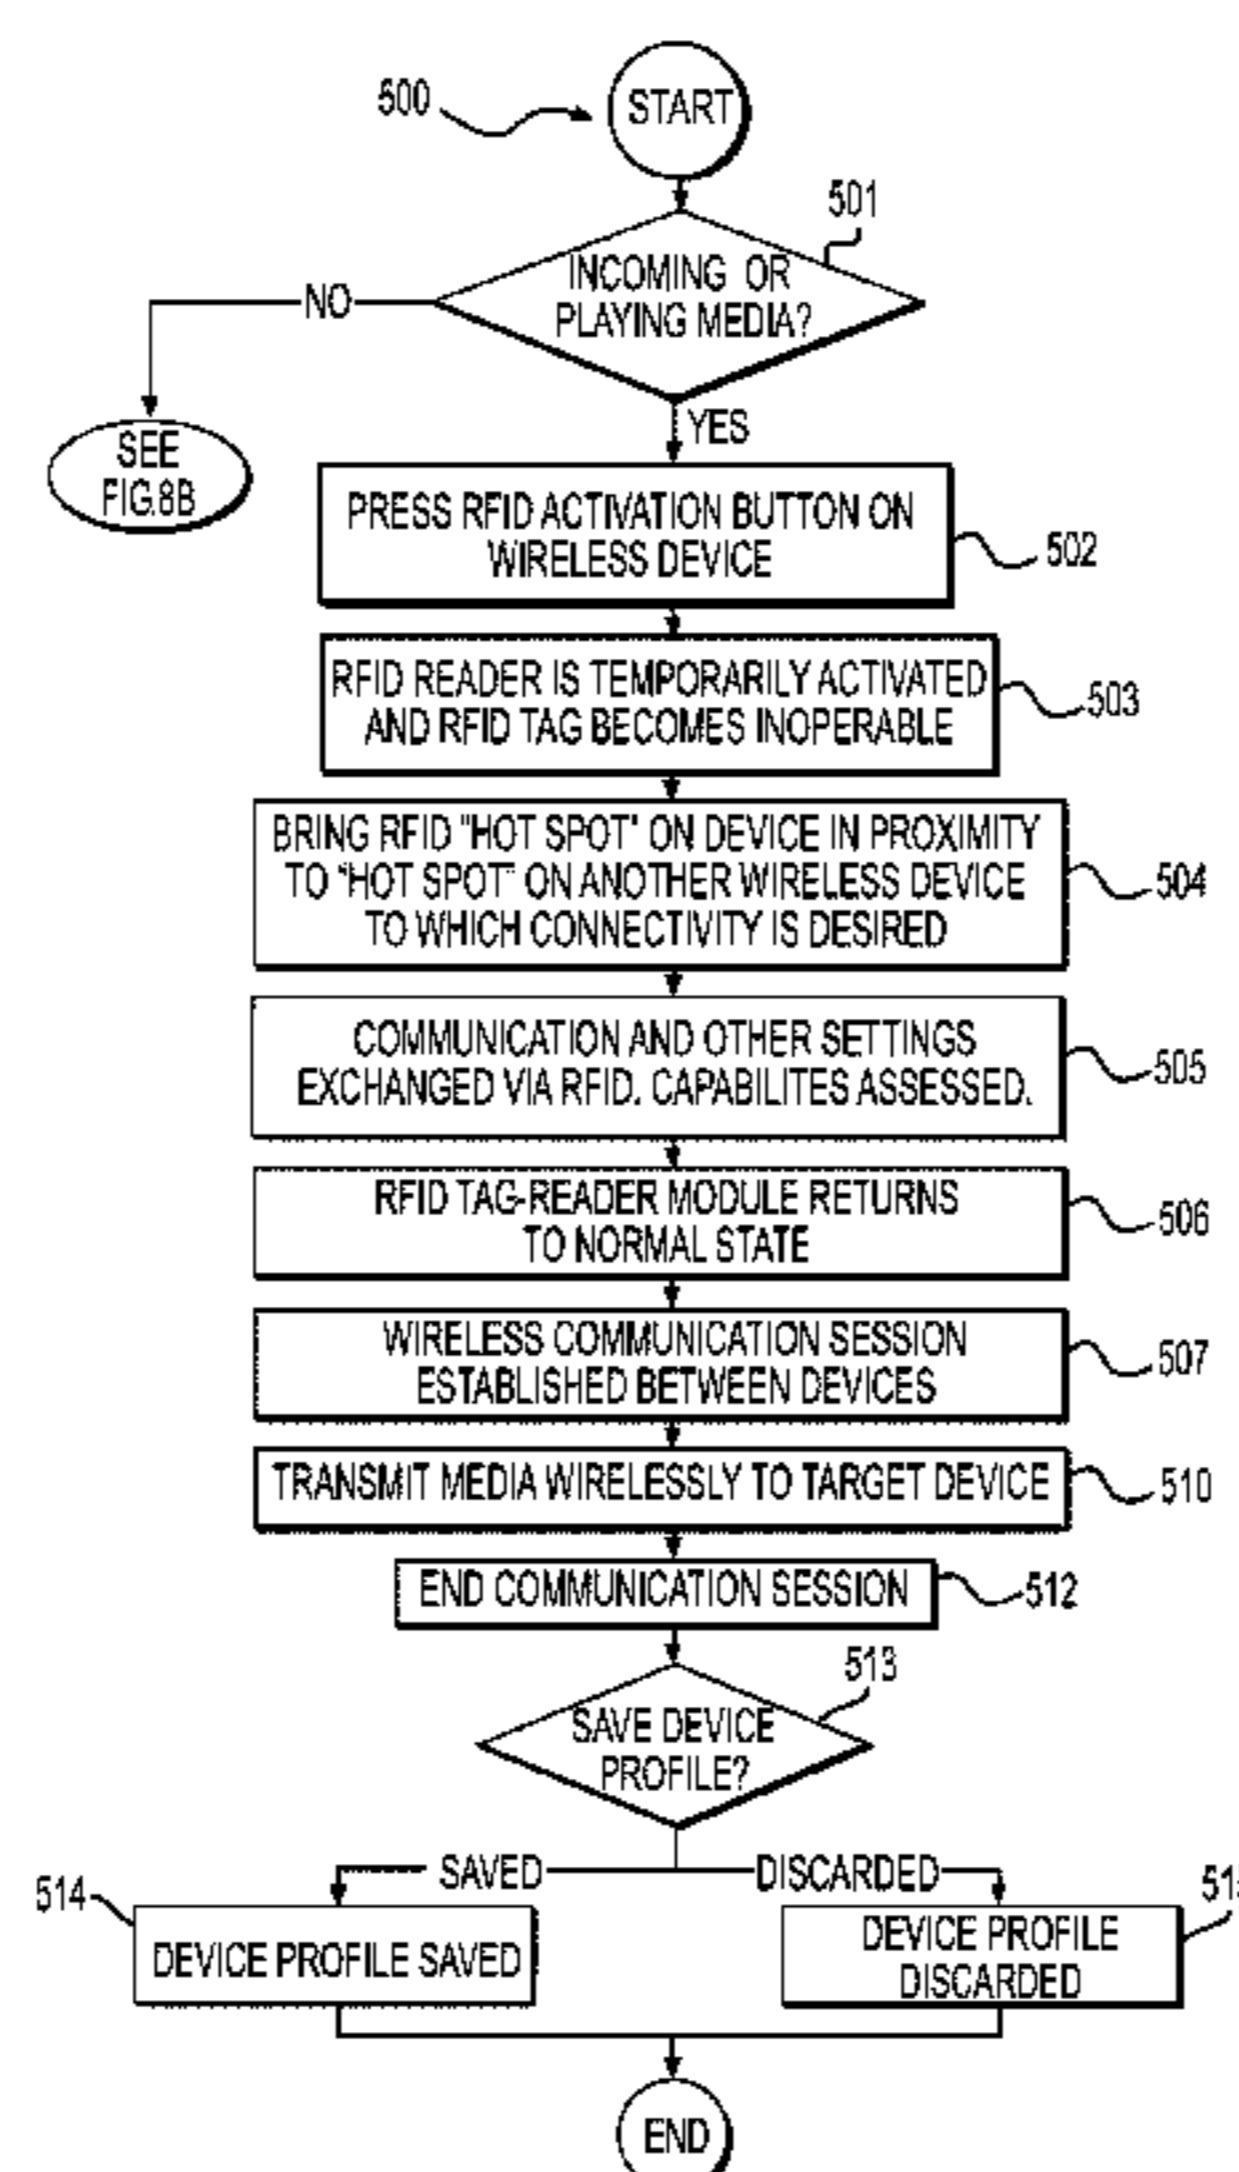 500
START
501
INCOMING OR
PLAYING MEDIA?
NO
YES
SEE
FIG.8B
PRESS RFID ACTIVATION BUTTON ON
WIRELESS DEVICE
502
RFID READER IS TEMPORARILY ACTIVATED
AND RFID TAG BECOMES INOPERABLE
503
BRING RFID "HOT SPOT" ON DEVICE IN PROXIMITY
TO "HOT SPOT" ON ANOTHER WIRELESS DEVICE
TO WHICH CONNECTIVITY IS DESIRED
504
COMMUNICATION AND OTHER SETTINGS
EXCHANGED VIA RFID. CAPABILITES ASSESSED.
505
RFID TAG-READER MODULE RETURNS
TO NORMAL STATE
506
WIRELESS COMMUNICATION SESSION
ESTABLISHED BETWEEN DEVICES
507
TRANSMIT MEDIA WIRELESSLY TO TARGET DEVICE
510
END COMMUNICATION SESSION
512
513
SAVE DEVICE
PROFILE?
SAVED
DISCARDED
514
DEVICE PROFILE SAVED
DEVICE PROFILE
DISCARDED
END